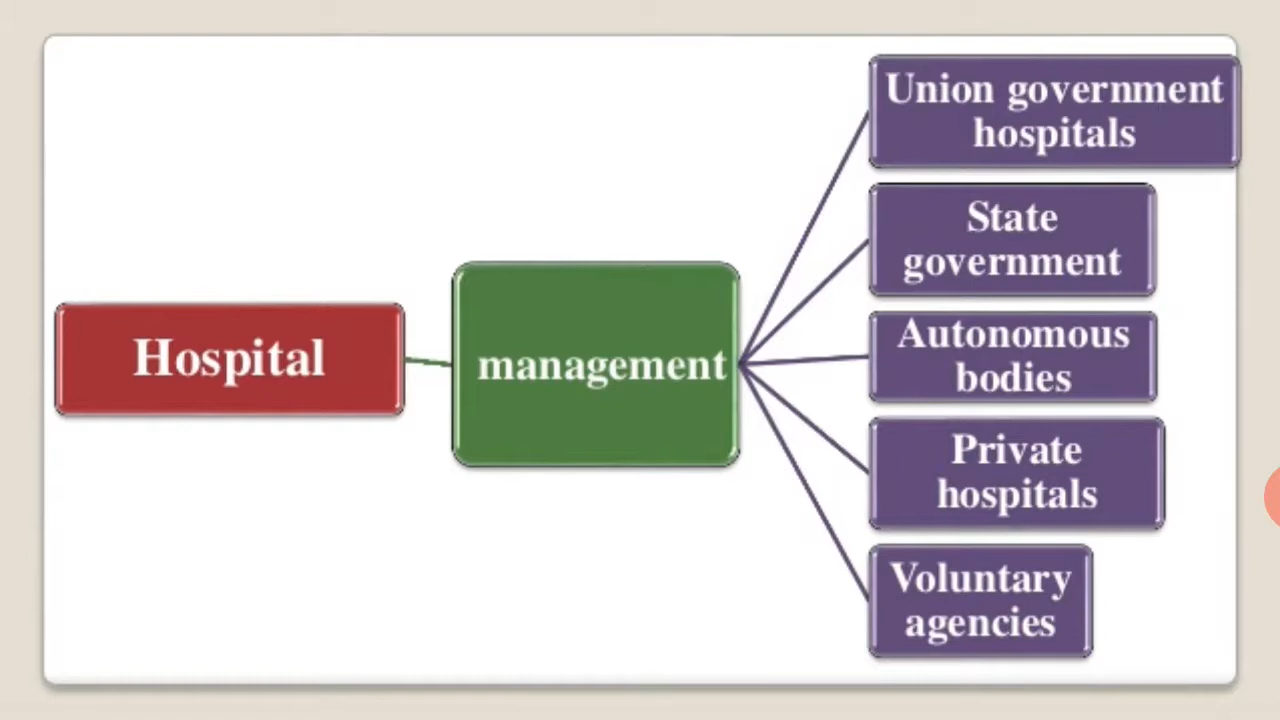 Hospital
management
Union government
hospitals
State
government
Autonomous
bodies
Private
hospitals
Voluntary
agencies